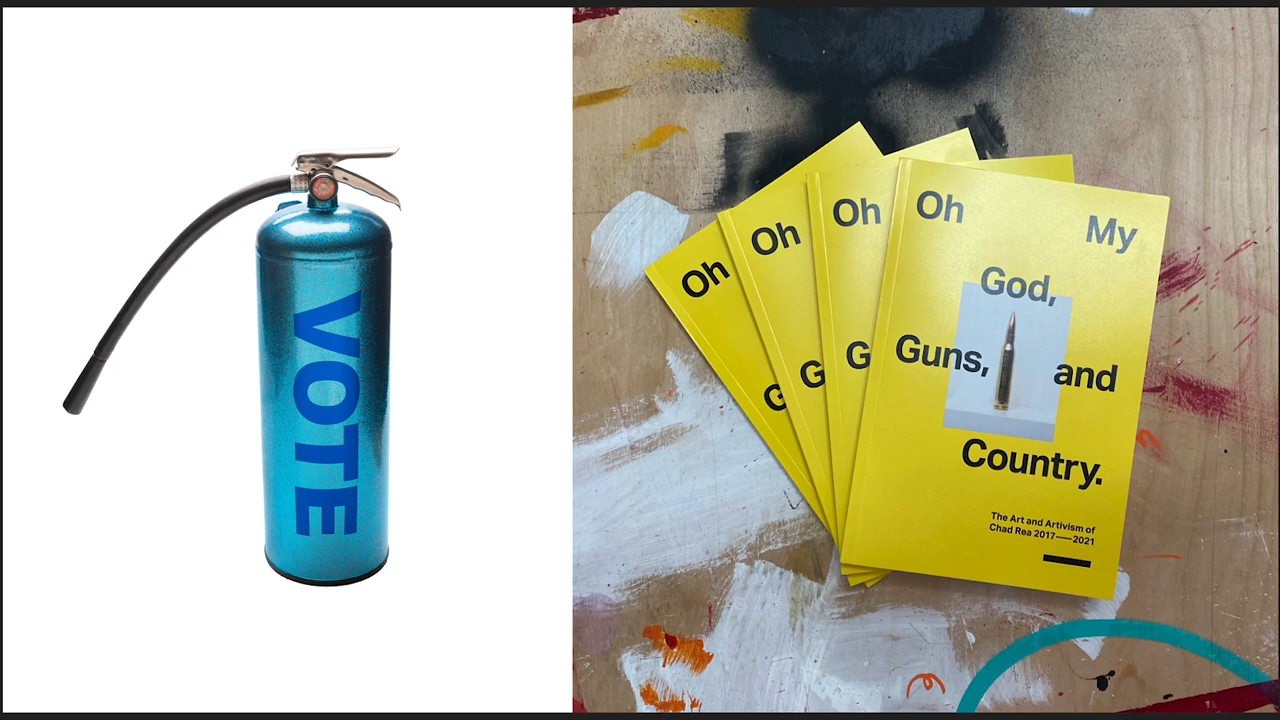 VOTE
Oh
G
Oh
G
Oh
G
Oh My
God,
Guns, and
Country.
The Art and Artivism of
Chad Rea 2017—2021